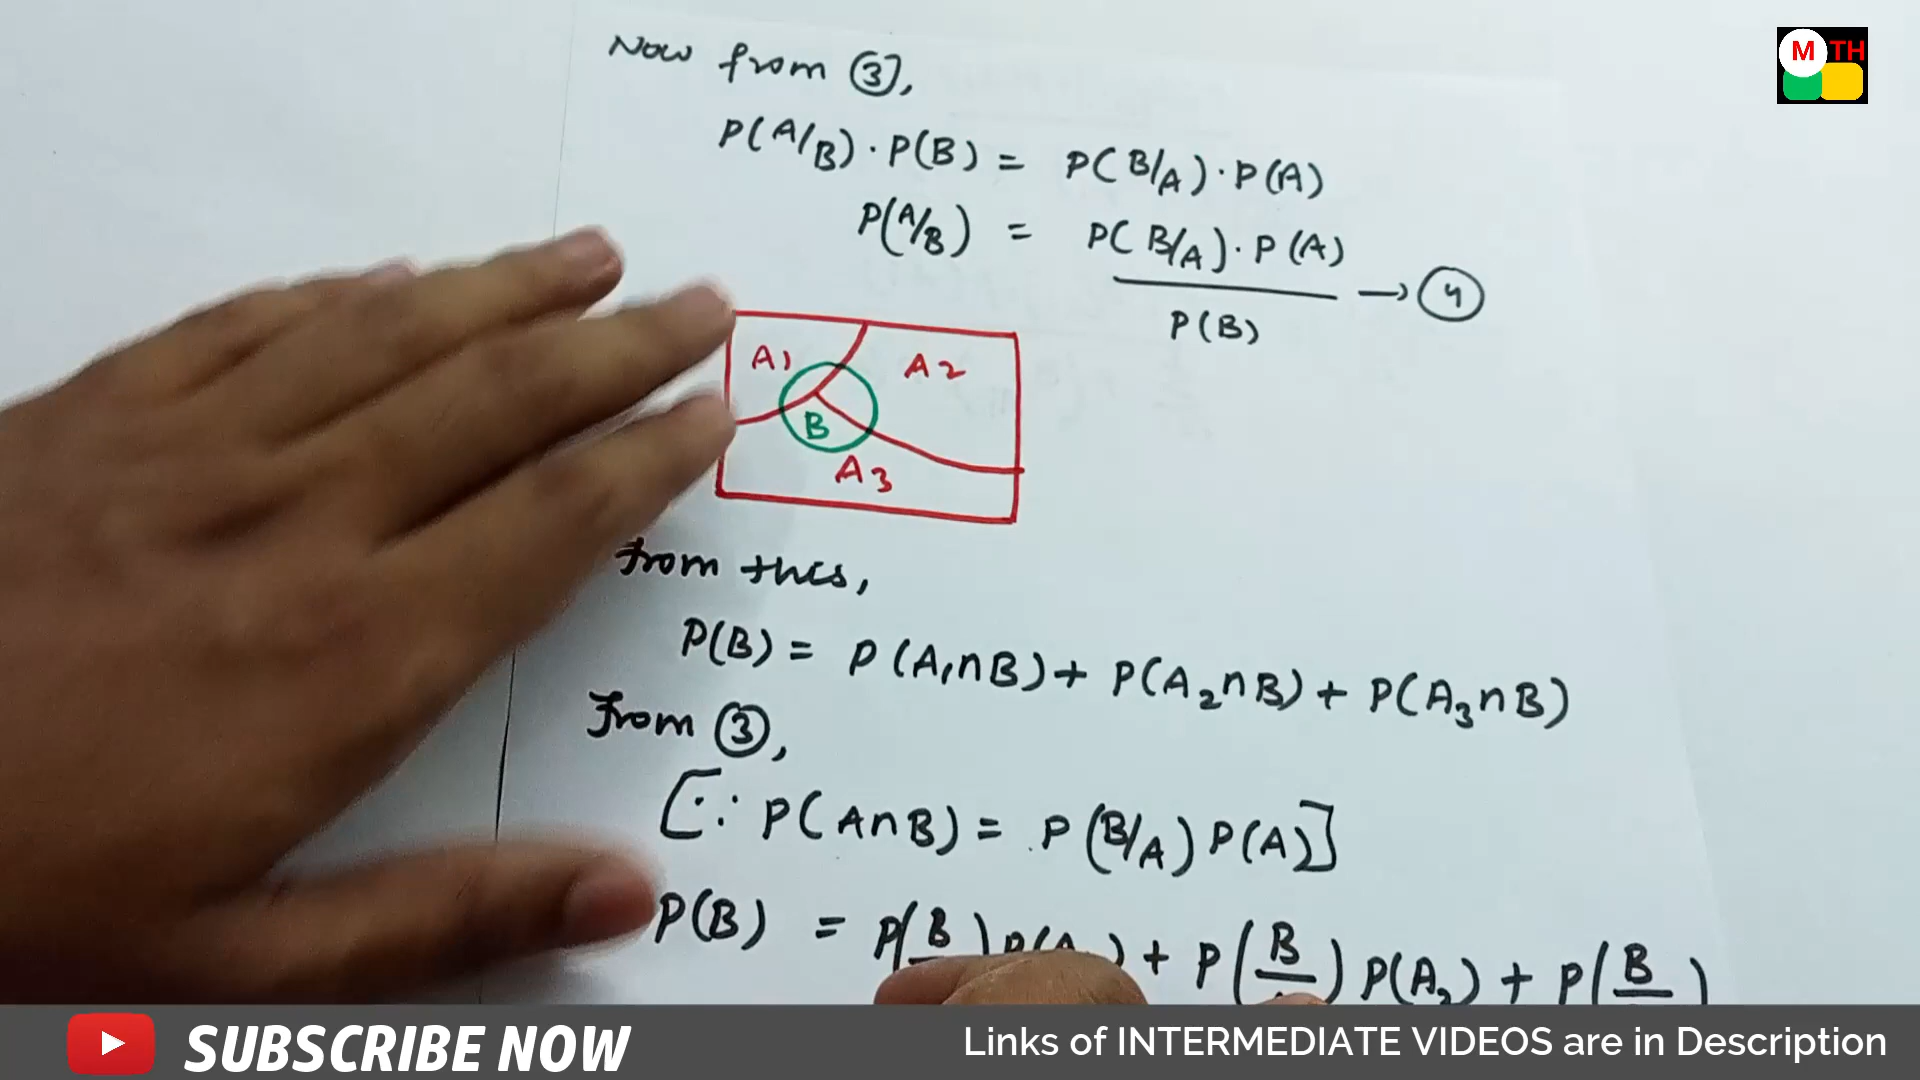 Now from ③,
P(A/B) · P(B) = P(B/A) · P(A)
P(A/B) = P(B/A) · P(A)
P(B)
→ ④
A1
A2
B
A3
From this,
P(B) = P(A₁∩B) + P(A₂∩B) + P(A₃∩B)
From ③,
[∵ P(A∩B) = P(B/A) P(A)]
P(B) = P(B ) P(A ) + P(B ) P(A₂) + P(B )
M TH
SUBSCRIBE NOW
Links of INTERMEDIATE VIDEOS are in Description